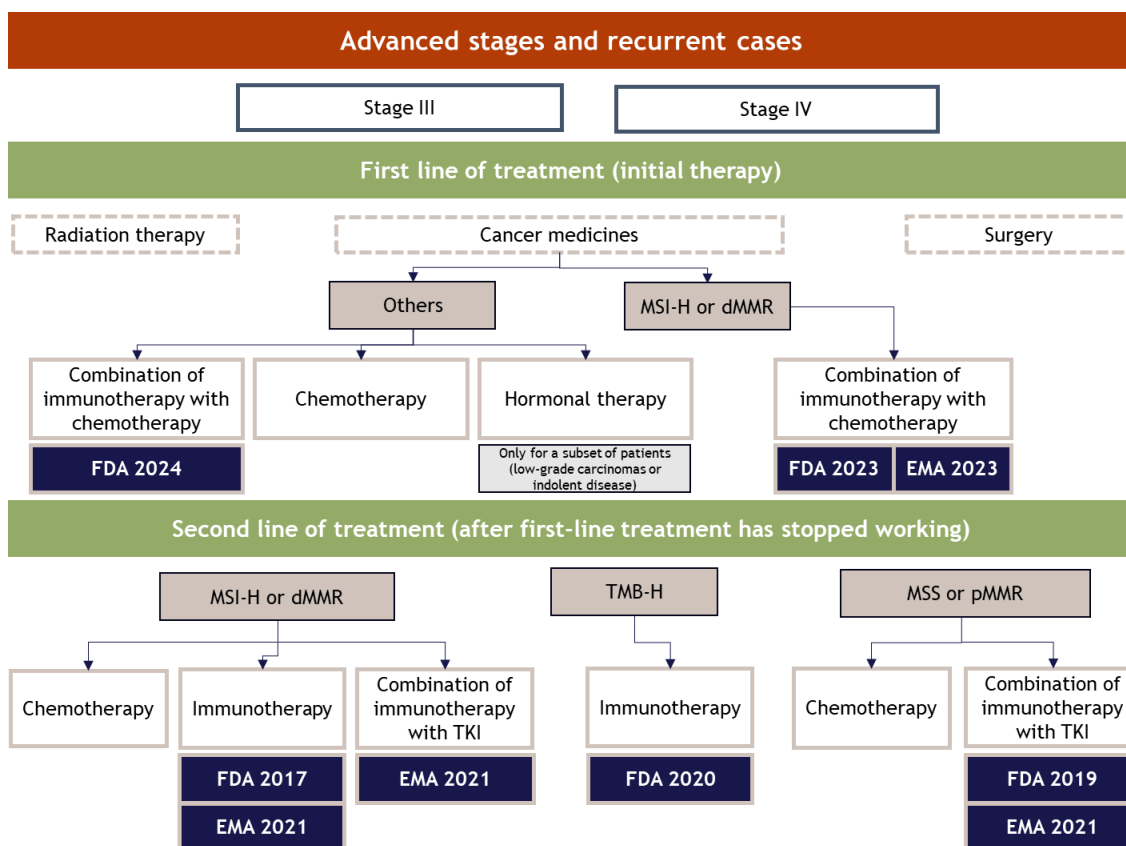 Advanced stages and recurrent cases
Stage III
Stage IV
First line of treatment (initial therapy)
Radiation therapy
Cancer medicines
Surgery
Others
MSI-H or dMMR
Combination of
immunotherapy with
chemotherapy
FDA 2024
Chemotherapy
Hormonal therapy
Only for a subset of patients
(low-grade carcinomas or
indolent disease)
Combination of
immunotherapy with
chemotherapy
FDA 2023
EMA 2023
Second line of treatment (after first-line treatment has stopped working)
MSI-H or dMMR
TMB-H
MSS or pMMR
Chemotherapy
Immunotherapy
FDA 2017
EMA 2021
Combination of
immunotherapy
with TKI
EMA 2021
Immunotherapy
FDA 2020
Chemotherapy
Combination of
immunotherapy
with TKI
FDA 2019
EMA 2021